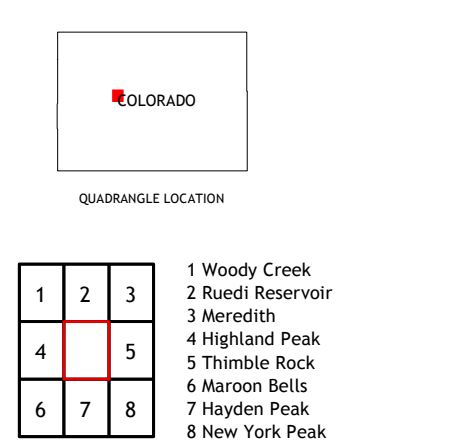 COLORADO
QUADRANGLE LOCATION
1 2 3
4 5
6 7 8
1 Woody Creek
2 Ruedi Reservoir
3 Meredith
4 Highland Peak
5 Thimble Rock
6 Maroon Bells
7 Hayden Peak
8 New York Peak